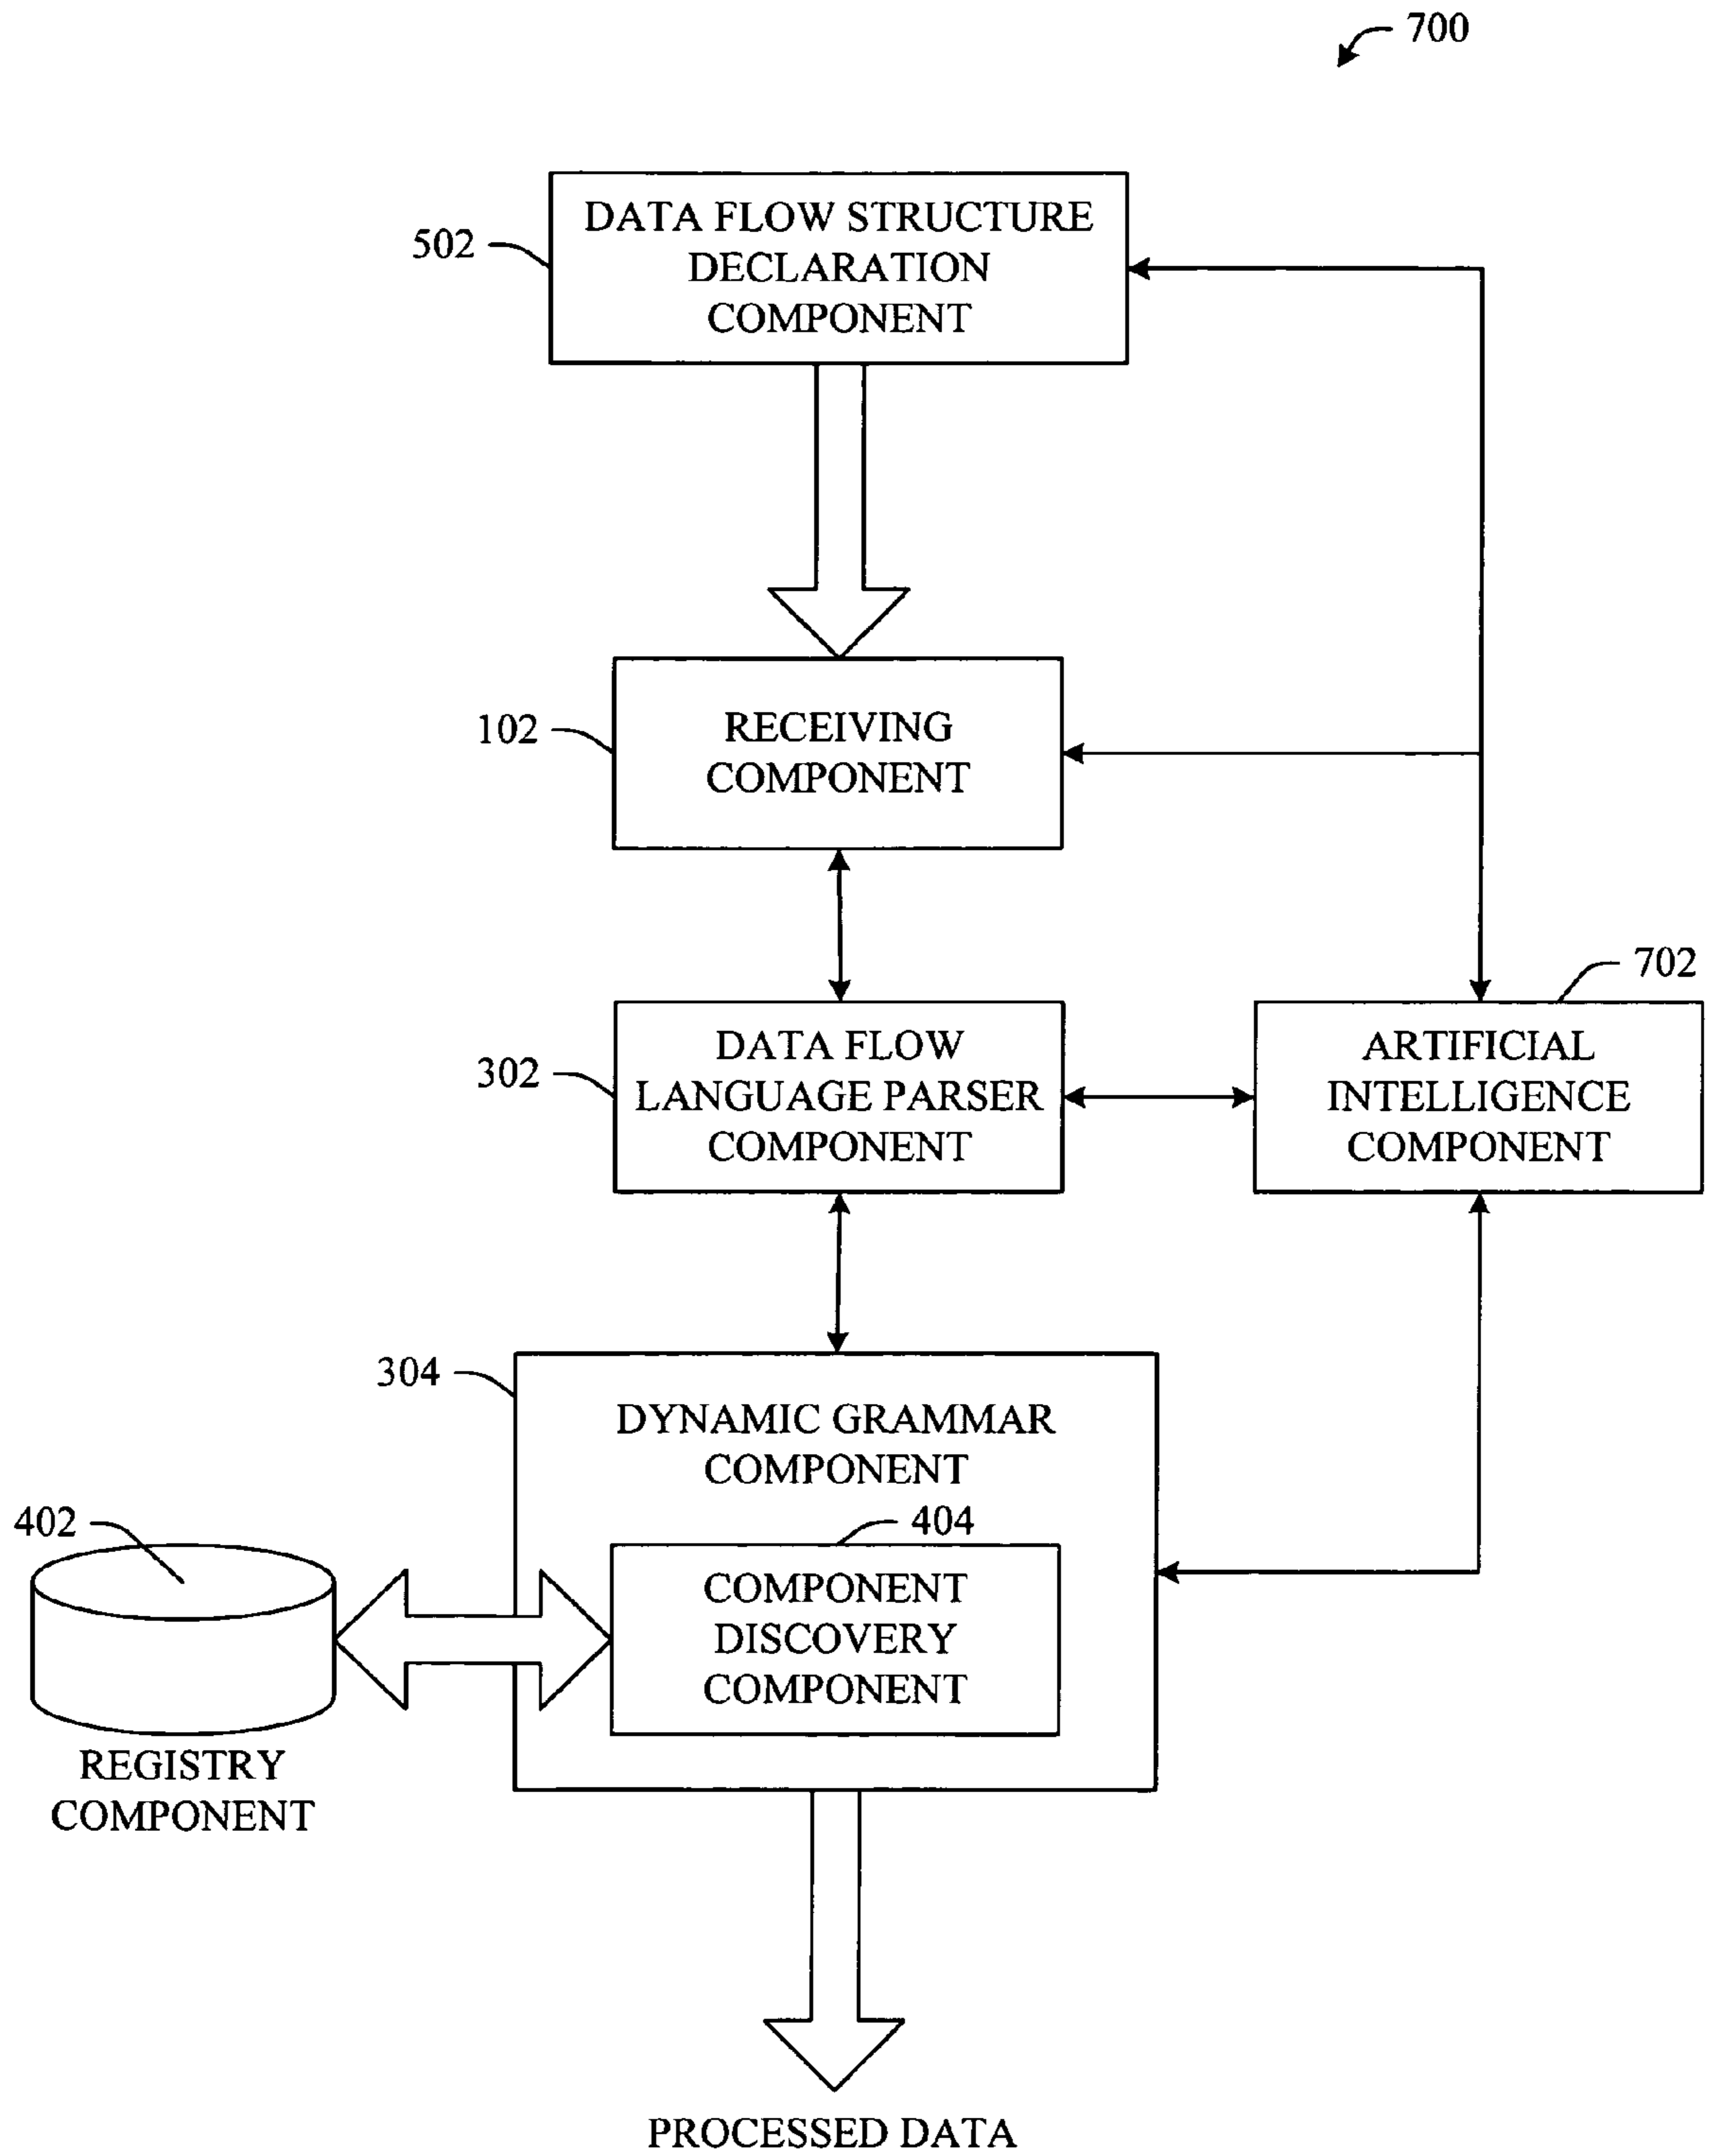 700
DATA FLOW STRUCTURE
DECLARATION
COMPONENT
502
RECEIVING
COMPONENT
102
702
DATA FLOW
LANGUAGE PARSER
COMPONENT
302
ARTIFICIAL
INTELLIGENCE
COMPONENT
304
DYNAMIC GRAMMAR
COMPONENT
402
404
COMPONENT
DISCOVERY
COMPONENT
REGISTRY
COMPONENT
PROCESSED DATA